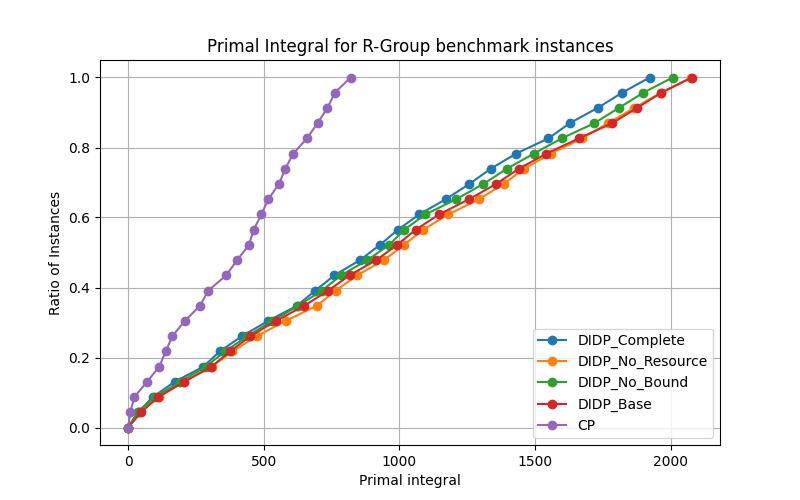 Primal Integral for R-Group benchmark instances
1.0
0.8
0.6
0.4
0.2
0.0
Ratio of Instances
DIDP_Complete
DIDP_No_Resource
DIDP_No_Bound
DIDP_Base
CP
0 500 1000 1500 2000
Primal integral